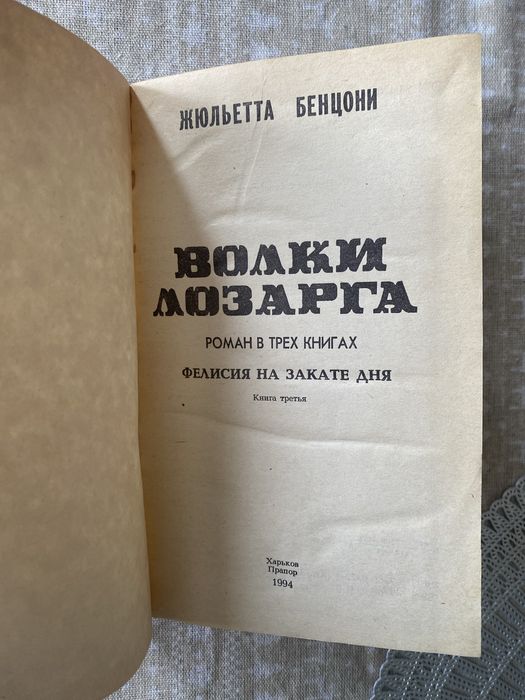 ЖЮЛЬЕТТА БЕНЦОНИ
ВОЛКИ
ЛОЗАРГА
РОМАН В ТРЕХ КНИГАХ
ФЕЛИСИЯ НА ЗАКАТЕ ДНЯ
Книга третья
Харьков
Прапор
1994